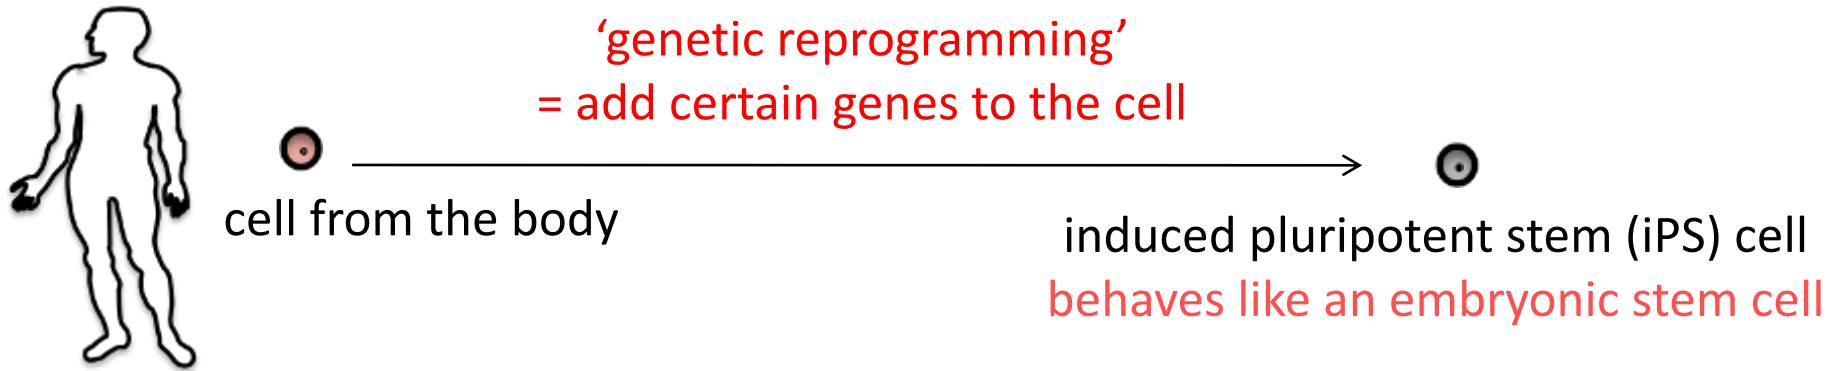 ‘genetic reprogramming’
= add certain genes to the cell
cell from the body
induced pluripotent stem (iPS) cell
behaves like an embryonic stem cell